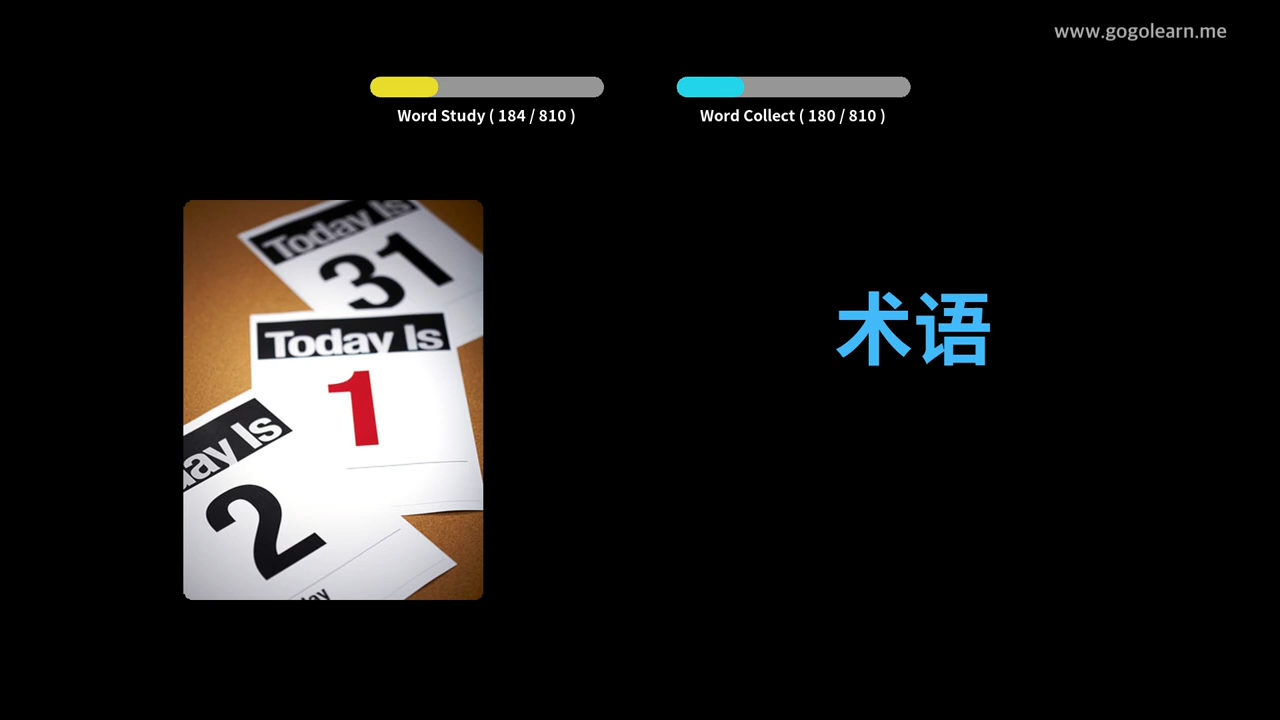 www.gogolearn.me
Word Study ( 184 / 810 )
Word Collect ( 180 / 810 )
Today Is
31
Today Is
1
ay Is
2
术语